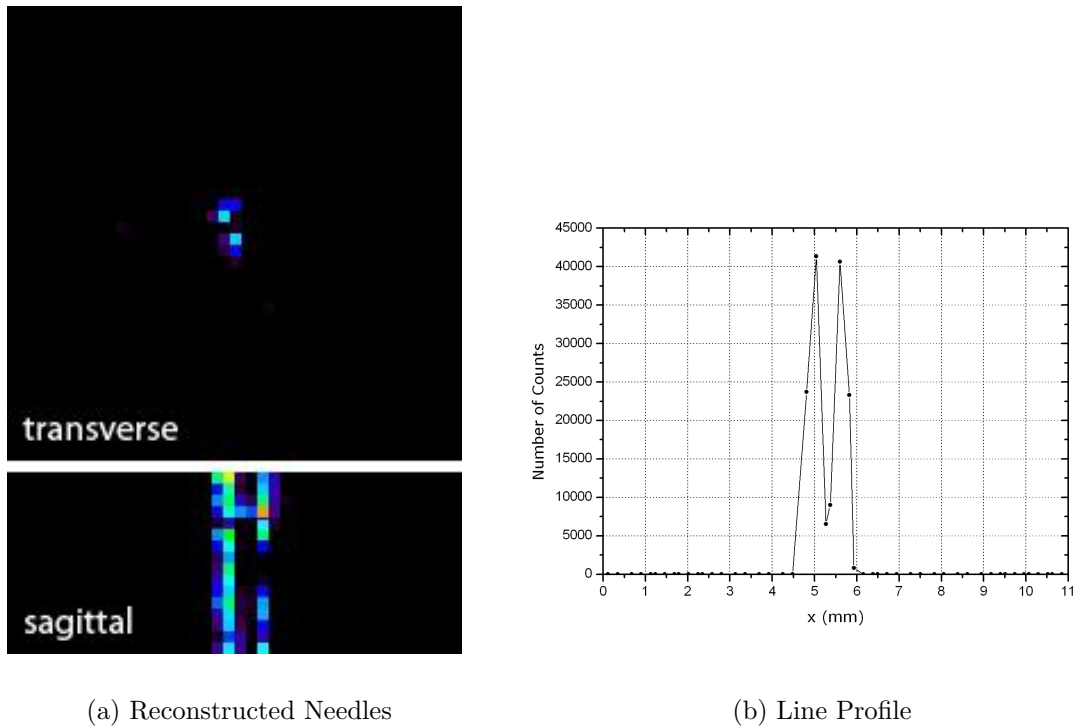 transverse
sagittal
(a) Reconstructed Needles
45000
40000
35000
30000
25000
20000
15000
10000
5000
0
Number of Counts
0 1 2 3 4 5 6 7 8 9 10 11
x (mm)
(b) Line Profile